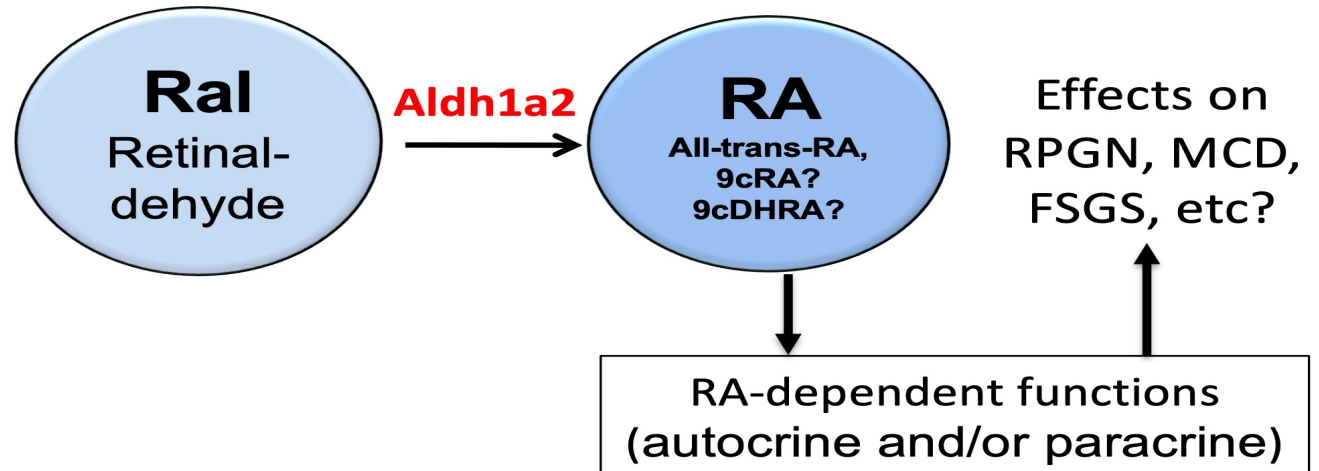 Ral
Retinal-
dehyde
Aldh1a2
RA
All-trans-RA,
9cRA?
9cDHRA?
Effects on
RPGN, MCD,
FSGS, etc?
RA-dependent functions
(autocrine and/or paracrine)